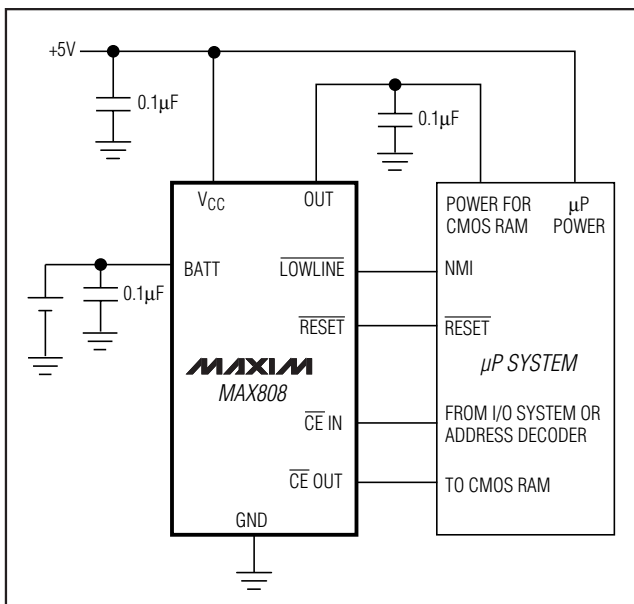 +5V
0.1µF
0.1µF
VCC
OUT
POWER FOR
CMOS RAM
µP
POWER
BATT
LOWLINE
NMI
0.1µF
RESET
RESET
MAXIM
MAX808
µP SYSTEM
CE IN
FROM I/O SYSTEM OR
ADDRESS DECODER
CE OUT
TO CMOS RAM
GND